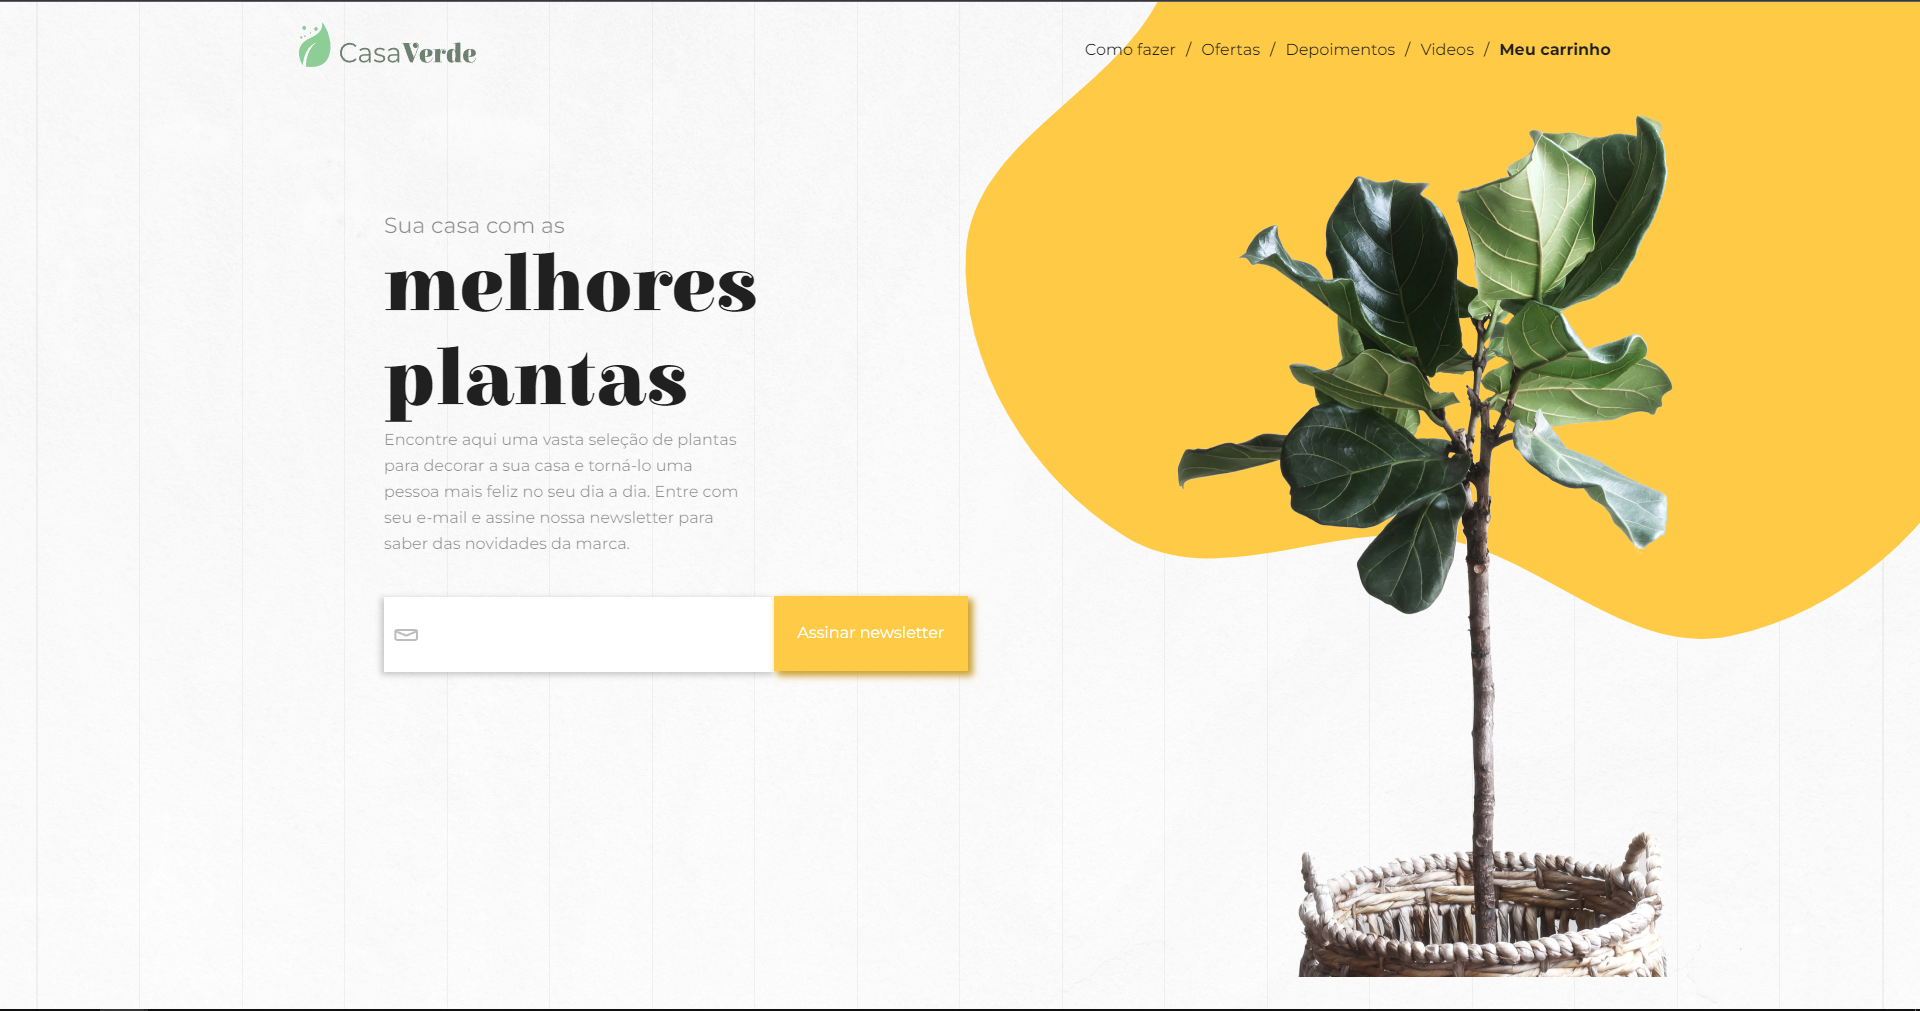 CasaVerde
Como fazer / Ofertas / Depoimentos / Videos / Meu carrinho
Sua casa com as
melhores
plantas
Encontre aqui uma vasta seleção de plantas
para decorar a sua casa e torná-lo uma
pessoa mais feliz no seu dia a dia. Entre com
seu e-mail e assine nossa newsletter para
saber das novidades da marca.
Assinar newsletter